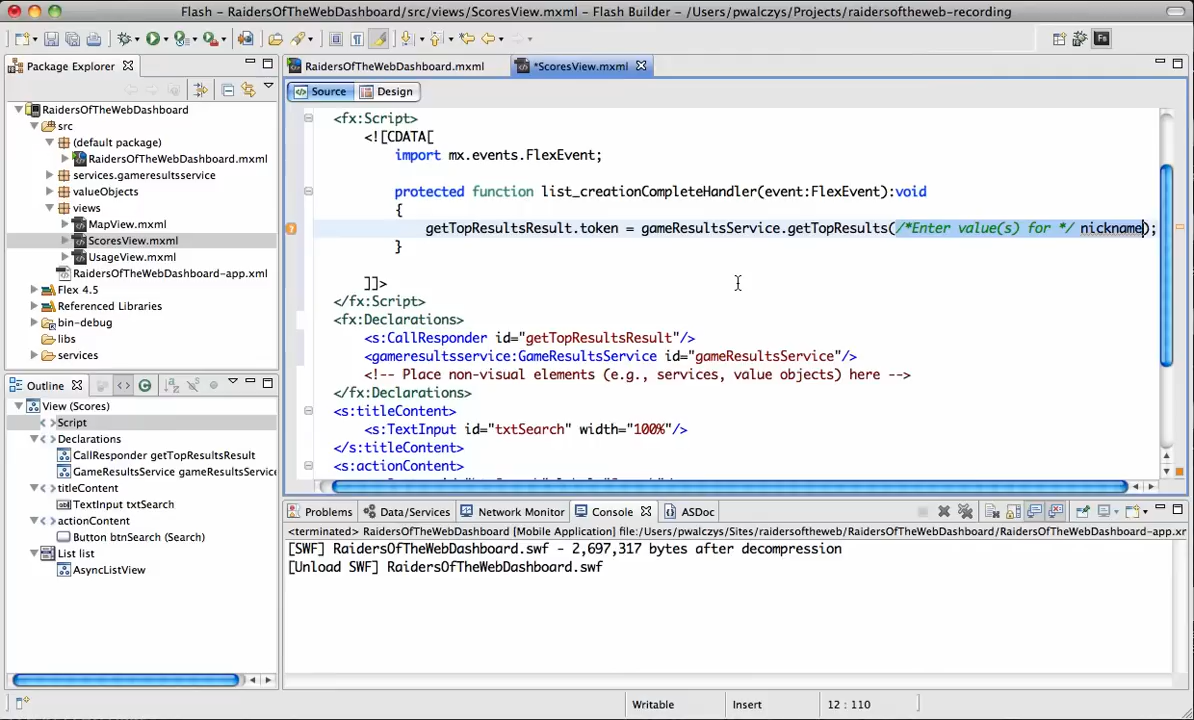 Flash - RaidersOfTheWebDashboard/src/views/ScoresView.mxml - Flash Builder - /Users/pwalczys/Projects/raidersoftheweb-recording
Package Explorer
RaidersOfTheWebDashboard
src
(default package)
RaidersOfTheWebDashboard.mxml
services.gameresultsservice
valueObjects
views
MapView.mxml
ScoresView.mxml
UsageView.mxml
RaidersOfTheWebDashboard-app.xml
Flex 4.5
Referenced Libraries
bin-debug
libs
services
Outline
View (Scores)
Script
Declarations
CallResponder getTopResultsResult
GameResultsService gameResultsService
titleContent
TextInput txtSearch
actionContent
Button btnSearch (Search)
List list
AsyncListView
RaidersOfTheWebDashboard.mxml
*ScoresView.mxml
Source
Design
<fx:Script>
<![CDATA[
import mx.events.FlexEvent;
protected function list_creationCompleteHandler(event:FlexEvent):void
{
getTopResultsResult.token = gameResultsService.getTopResults(/*Enter value(s) for */ nickname);
}
]]>
</fx:Script>
<fx:Declarations>
<s:CallResponder id="getTopResultsResult"/>
<gameresultsservice:GameResultsService id="gameResultsService"/>
<!-- Place non-visual elements (e.g., services, value objects) here -->
</fx:Declarations>
<s:titleContent>
<s:TextInput id="txtSearch" width="100%"/>
</s:titleContent>
<s:actionContent>
Problems
Data/Services
Network Monitor
Console
ASDoc
<terminated> RaidersOfTheWebDashboard [Mobile Application] file:/Users/pwalczys/Sites/raidersoftheweb/RaidersOfTheWebDashboard/bin-debug/RaidersOfTheWebDashboard-app.xr
[SWF] RaidersOfTheWebDashboard.swf - 2,697,317 bytes after decompression
[Unload SWF] RaidersOfTheWebDashboard.swf
Writable
Insert
12 : 110